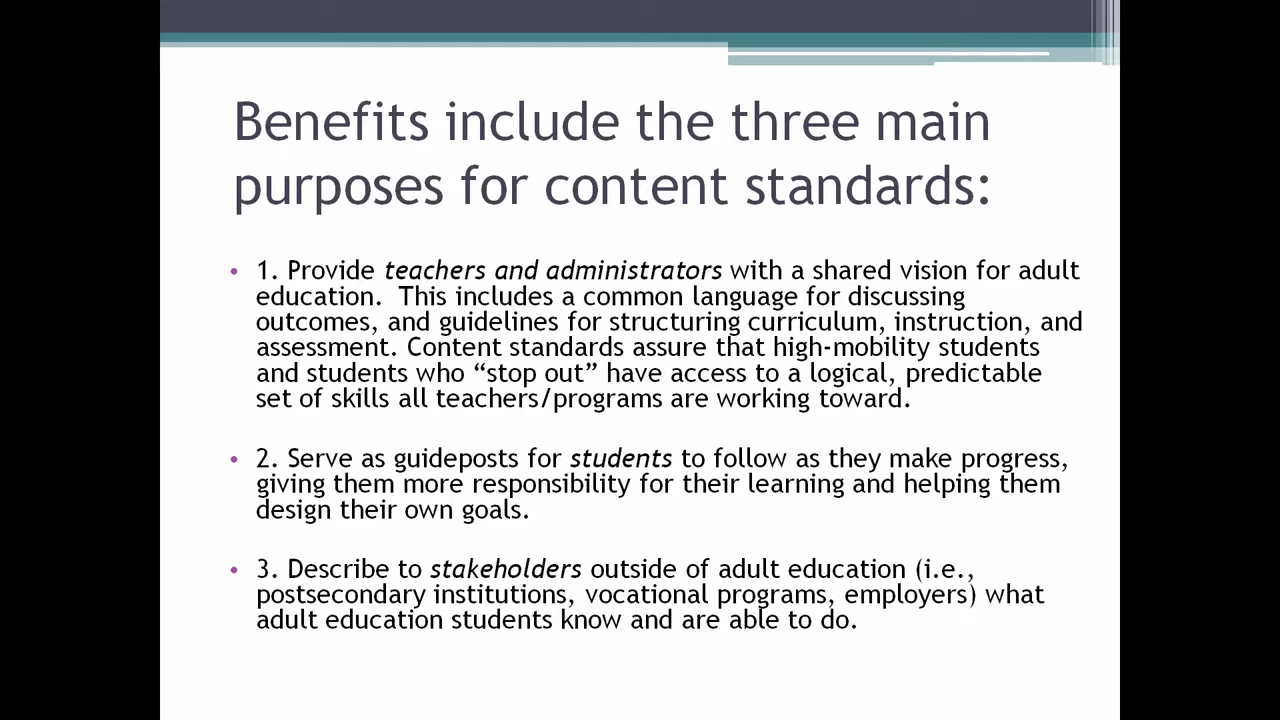 Benefits include the three main
purposes for content standards:
• 1. Provide teachers and administrators with a shared vision for adult
education.  This includes a common language for discussing
outcomes, and guidelines for structuring curriculum, instruction, and
assessment. Content standards assure that high-mobility students
and students who “stop out” have access to a logical, predictable
set of skills all teachers/programs are working toward.
• 2. Serve as guideposts for students to follow as they make progress,
giving them more responsibility for their learning and helping them
design their own goals.
• 3. Describe to stakeholders outside of adult education (i.e.,
postsecondary institutions, vocational programs, employers) what
adult education students know and are able to do.